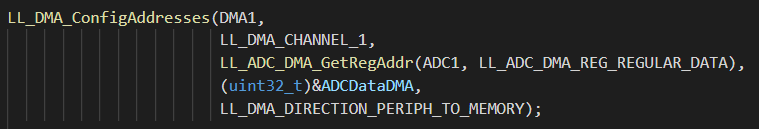 LL_DMA_ConfigAddresses(DMA1,
LL_DMA_CHANNEL_1,
LL_ADC_DMA_GetRegAddr(ADC1, LL_ADC_DMA_REG_REGULAR_DATA),
(uint32_t)&ADCDataDMA,
LL_DMA_DIRECTION_PERIPH_TO_MEMORY);